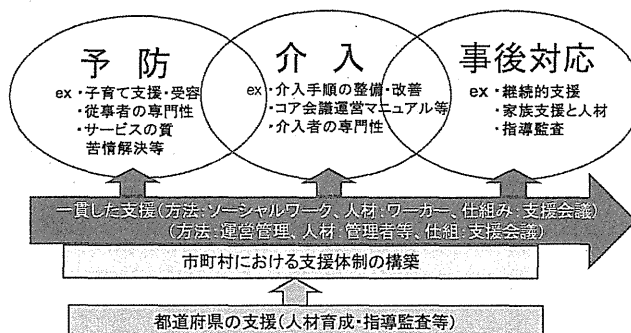 予 防
ex ・子育て支援・受容
・従事者の専門性
・サービスの質
苦情解決等
介 入
ex ・介入手順の整備・改善
・コア会議運営マニュアル等
・介入者の専門性
事後対応
ex ・継続的支援
・家族支援と人材
・指導監査
一貫した支援(方法:ソーシャルワーク、人材:ワーカー、仕組み:支援会議)
(方法:運営管理、人材:管理者等、仕組:支援会議)
市町村における支援体制の構築
都道府県の支援(人材育成・指導監査等)